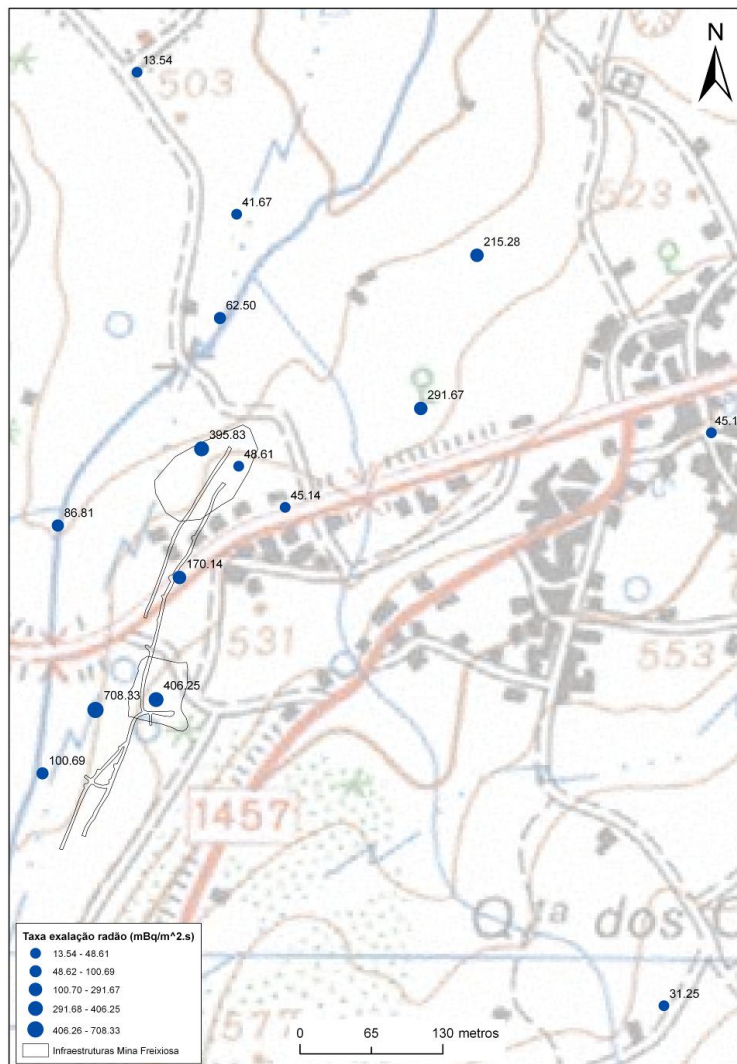 N
13.54
503
41.67
523
215.28
62.50
291.67
395.83
48.61
45.1
45.14
86.81
170.14
531
553
406.25
708.33
100.69
1457
Qta dos C
Taxa exalação radão (mBq/m^2.s)
13.54 - 48.61
48.62 - 100.69
100.70 - 291.67
291.68 - 406.25
406.26 - 708.33
Infraestruturas Mina Freixiosa
31.25
577
0 65 130 metros